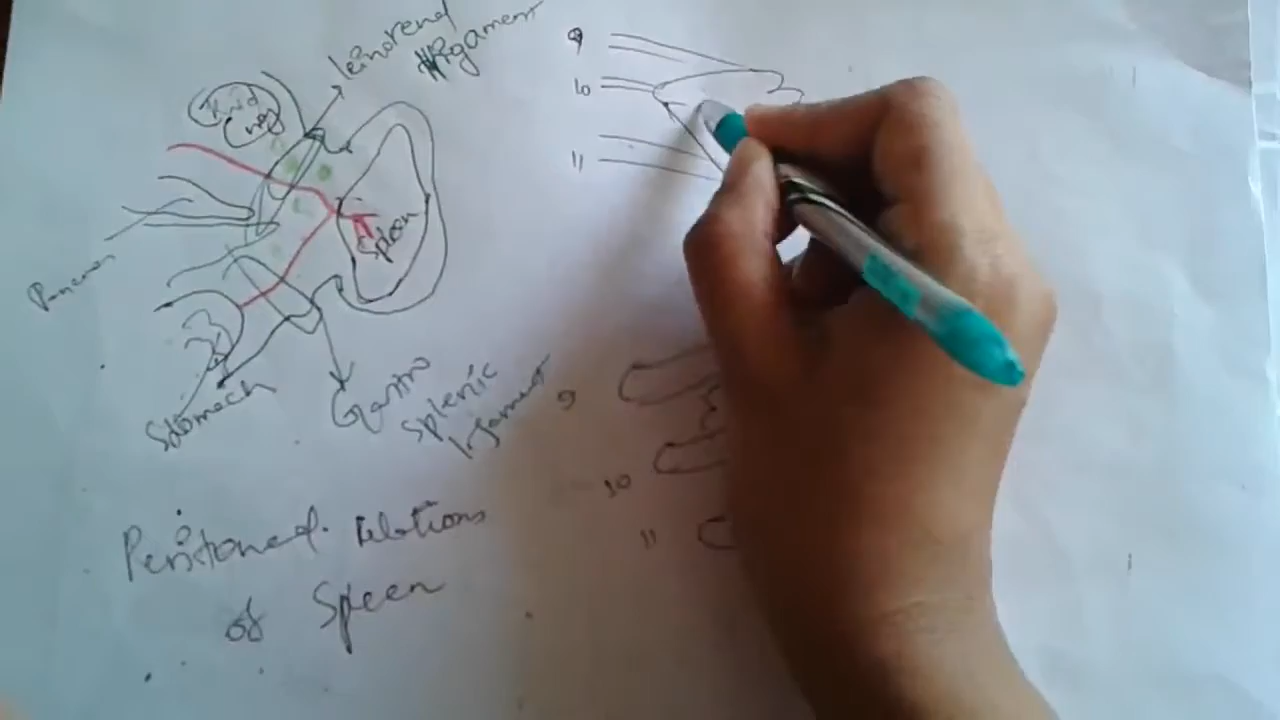 leinorenal
ligament
Kid
ney
Spleen
Pancreas
Stomach
Gastro
Splenic
ligament
Peritoneal relations
of Spleen
9
10
11
9
10
11